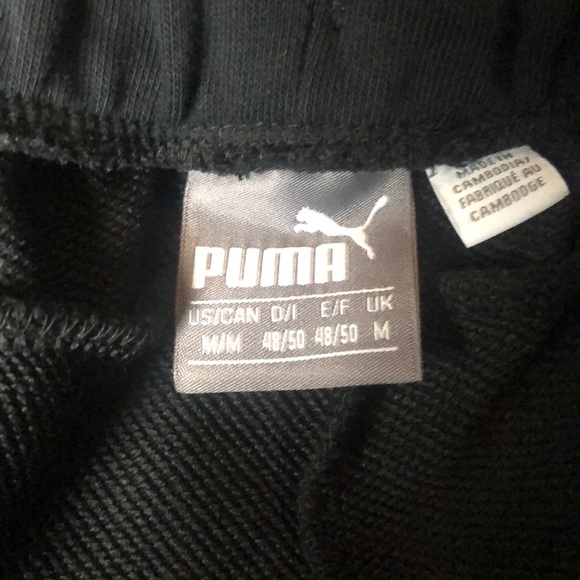 PUMA
US/CAN D/I E/F UK
M/M 48/50 48/50 M
MADE IN
CAMBODIA/
FABRIQUÉ AU
CAMBODGE